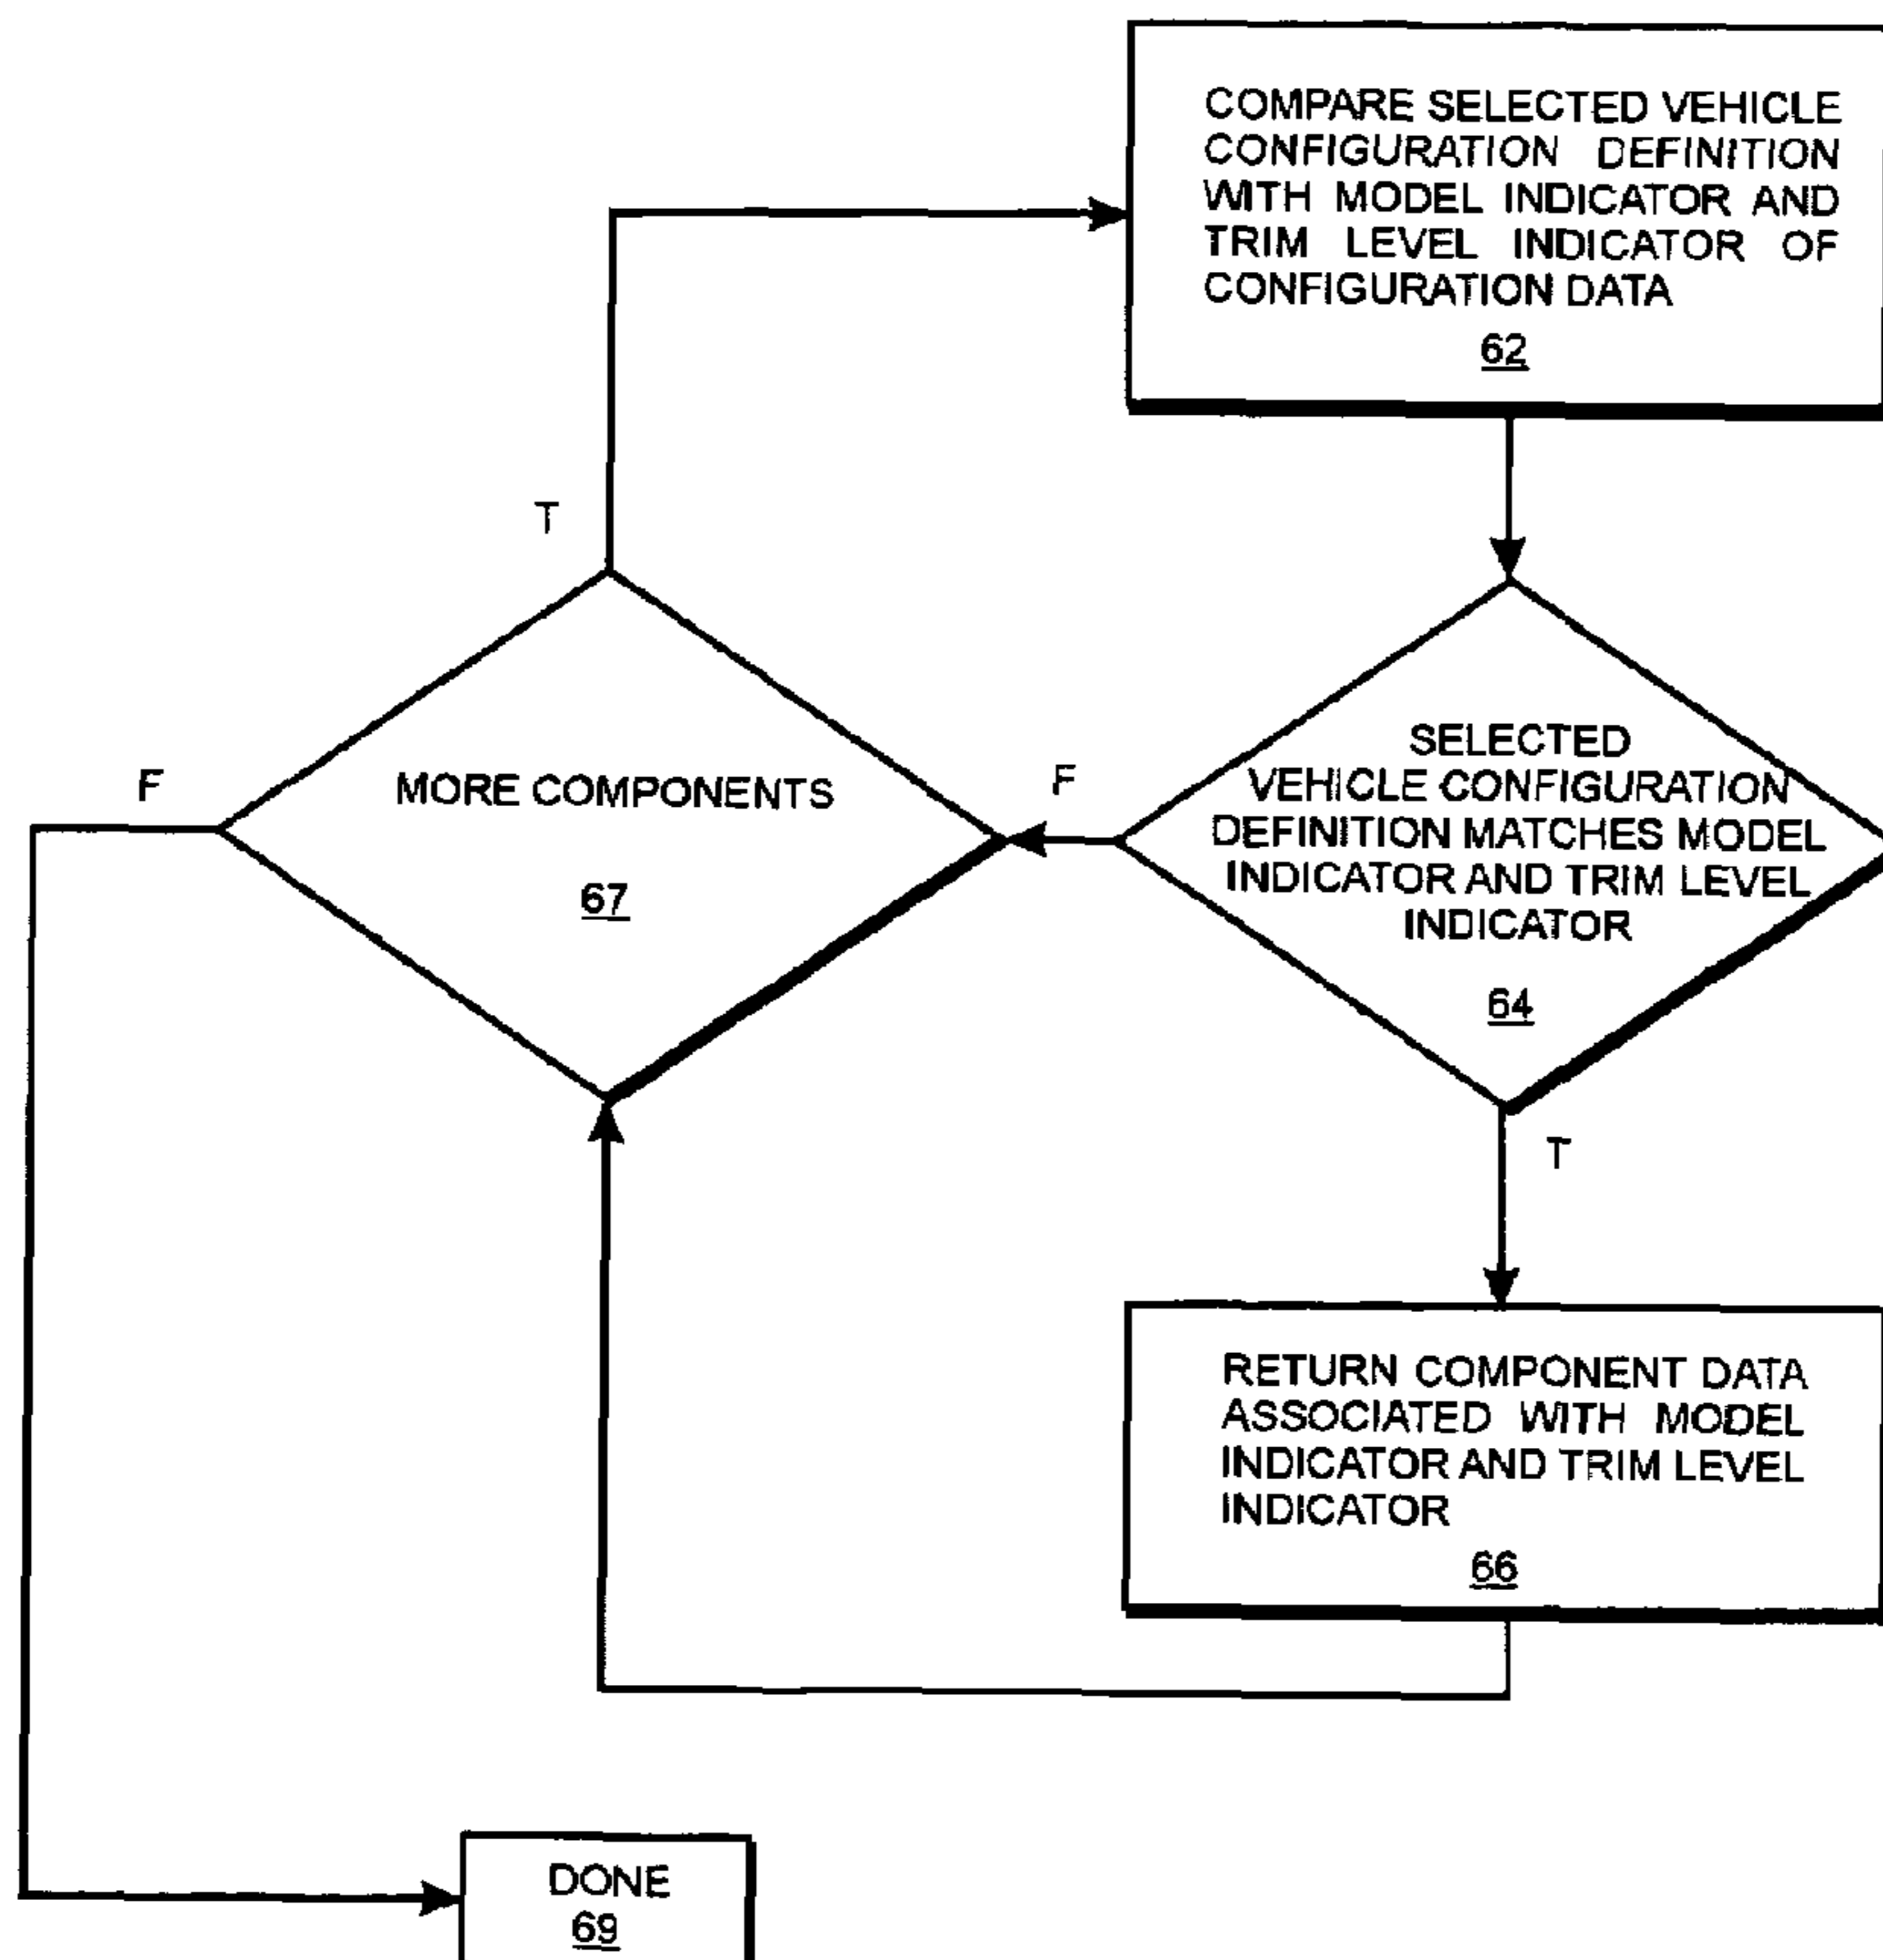 COMPARE SELECTED VEHICLE
CONFIGURATION DEFINITION
WITH MODEL INDICATOR AND
TRIM LEVEL INDICATOR OF
CONFIGURATION DATA
62
T
F
MORE COMPONENTS
67
F
SELECTED
VEHICLE CONFIGURATION
DEFINITION MATCHES MODEL
INDICATOR AND TRIM LEVEL
INDICATOR
64
T
RETURN COMPONENT DATA
ASSOCIATED WITH MODEL
INDICATOR AND TRIM LEVEL
INDICATOR
66
DONE
69